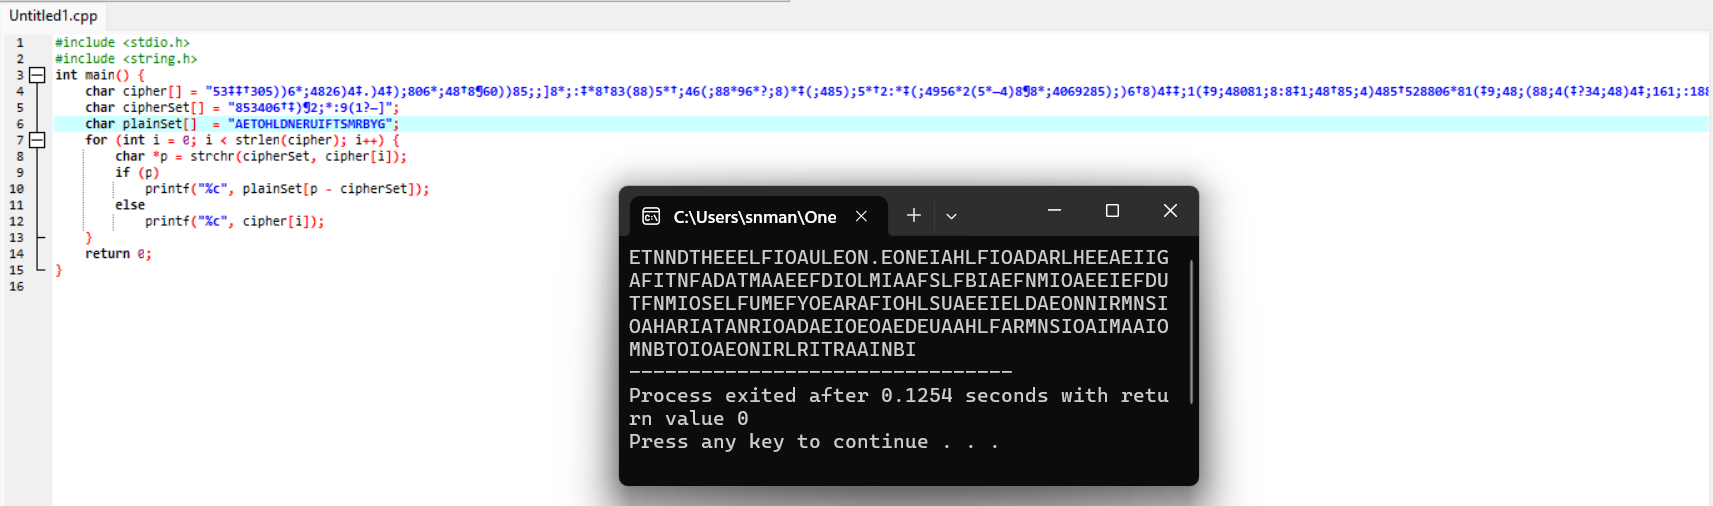 Untitled1.cpp
1 #include <stdio.h>
2 #include <string.h>
3 int main() {
4 char cipher[] = "53‡‡†305))6*;4826)4‡.)4‡);806*;48†8¶60))85;;]8*;:‡*8†83(88)5*†;46(;88*96*?;8)*‡(;485);5*†2:*‡(;4956*2(5*—4)8¶8*;4069285);)6†8)4‡‡;1(‡9;48081;8:8‡1;48†85;4)485†528806*81(‡9;48;(88;4(‡?34;48)4‡;161;:188
5 char cipherSet[] = "853406†‡)¶2;*:9(1?—]";
6 char plainSet[] = "AETOHLDNERUIFTSMRBYG";
7 for (int i = 0; i < strlen(cipher); i++) {
8 char *p = strchr(cipherSet, cipher[i]);
9 if (p)
10 printf("%c", plainSet[p - cipherSet]);
11 else
12 printf("%c", cipher[i]);
13 }
14 return 0;
15 }
16
C:\Users\snman\One
ETNNDTHEEELFIOAULEON.EONEIAHLFIOADARLHEEAEIIG
AFITNFADATMAAEEFDIOLMIAAFSLFBIAEFNMIOAEEIEFDU
TFNMIOSELFUMEFYOEARAFIOHLSUAEEIELDAEONNIRMNSI
OAHARIATANRIOADAEIOEOAEDEUAAHLFARMNSIOAIMAAIO
MNBTOIOAEONIRLRITRAAINBI
--------------------------------
Process exited after 0.1254 seconds with retu
rn value 0
Press any key to continue . . .